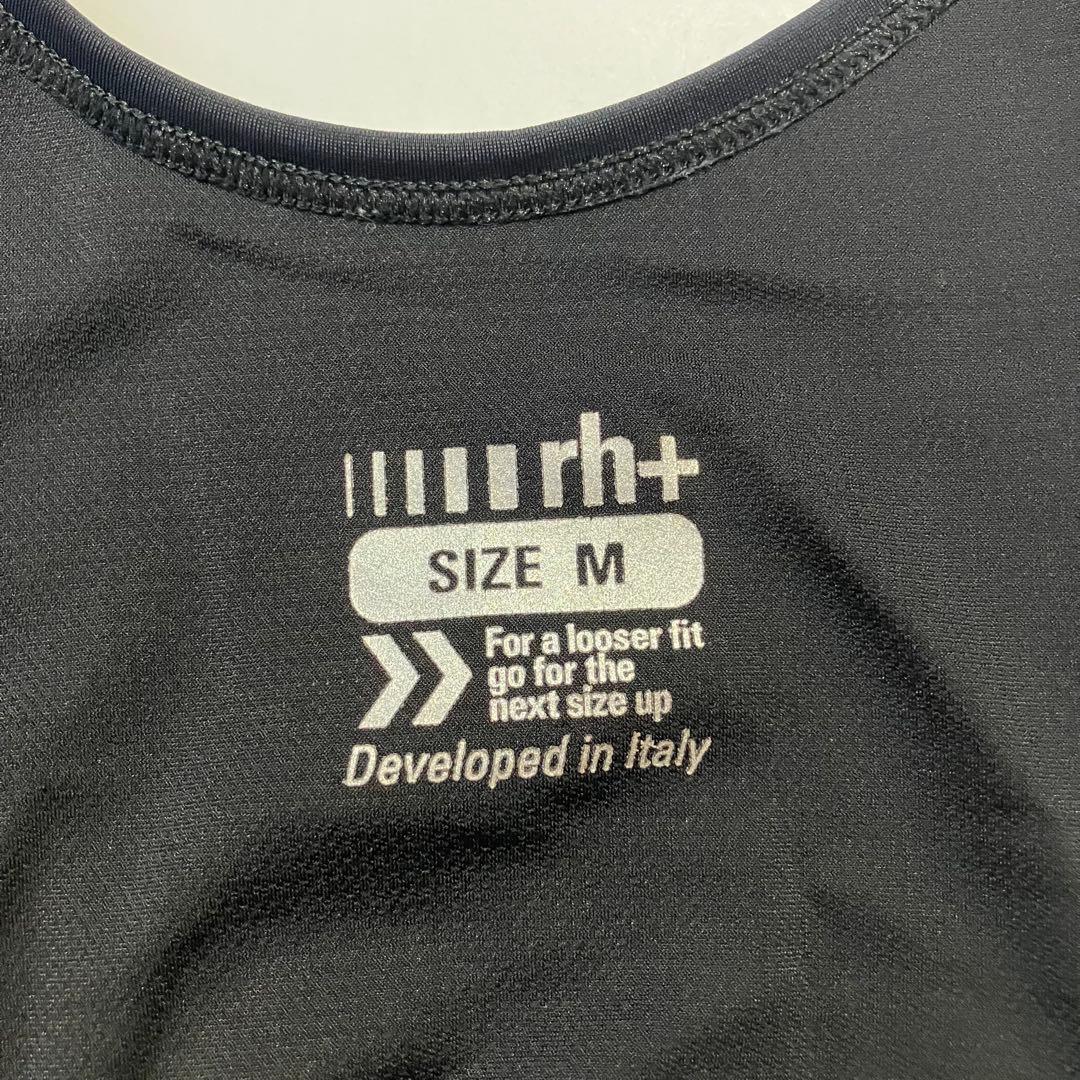 rh+
SIZE M
For a looser fit
go for the
next size up
Developed in Italy